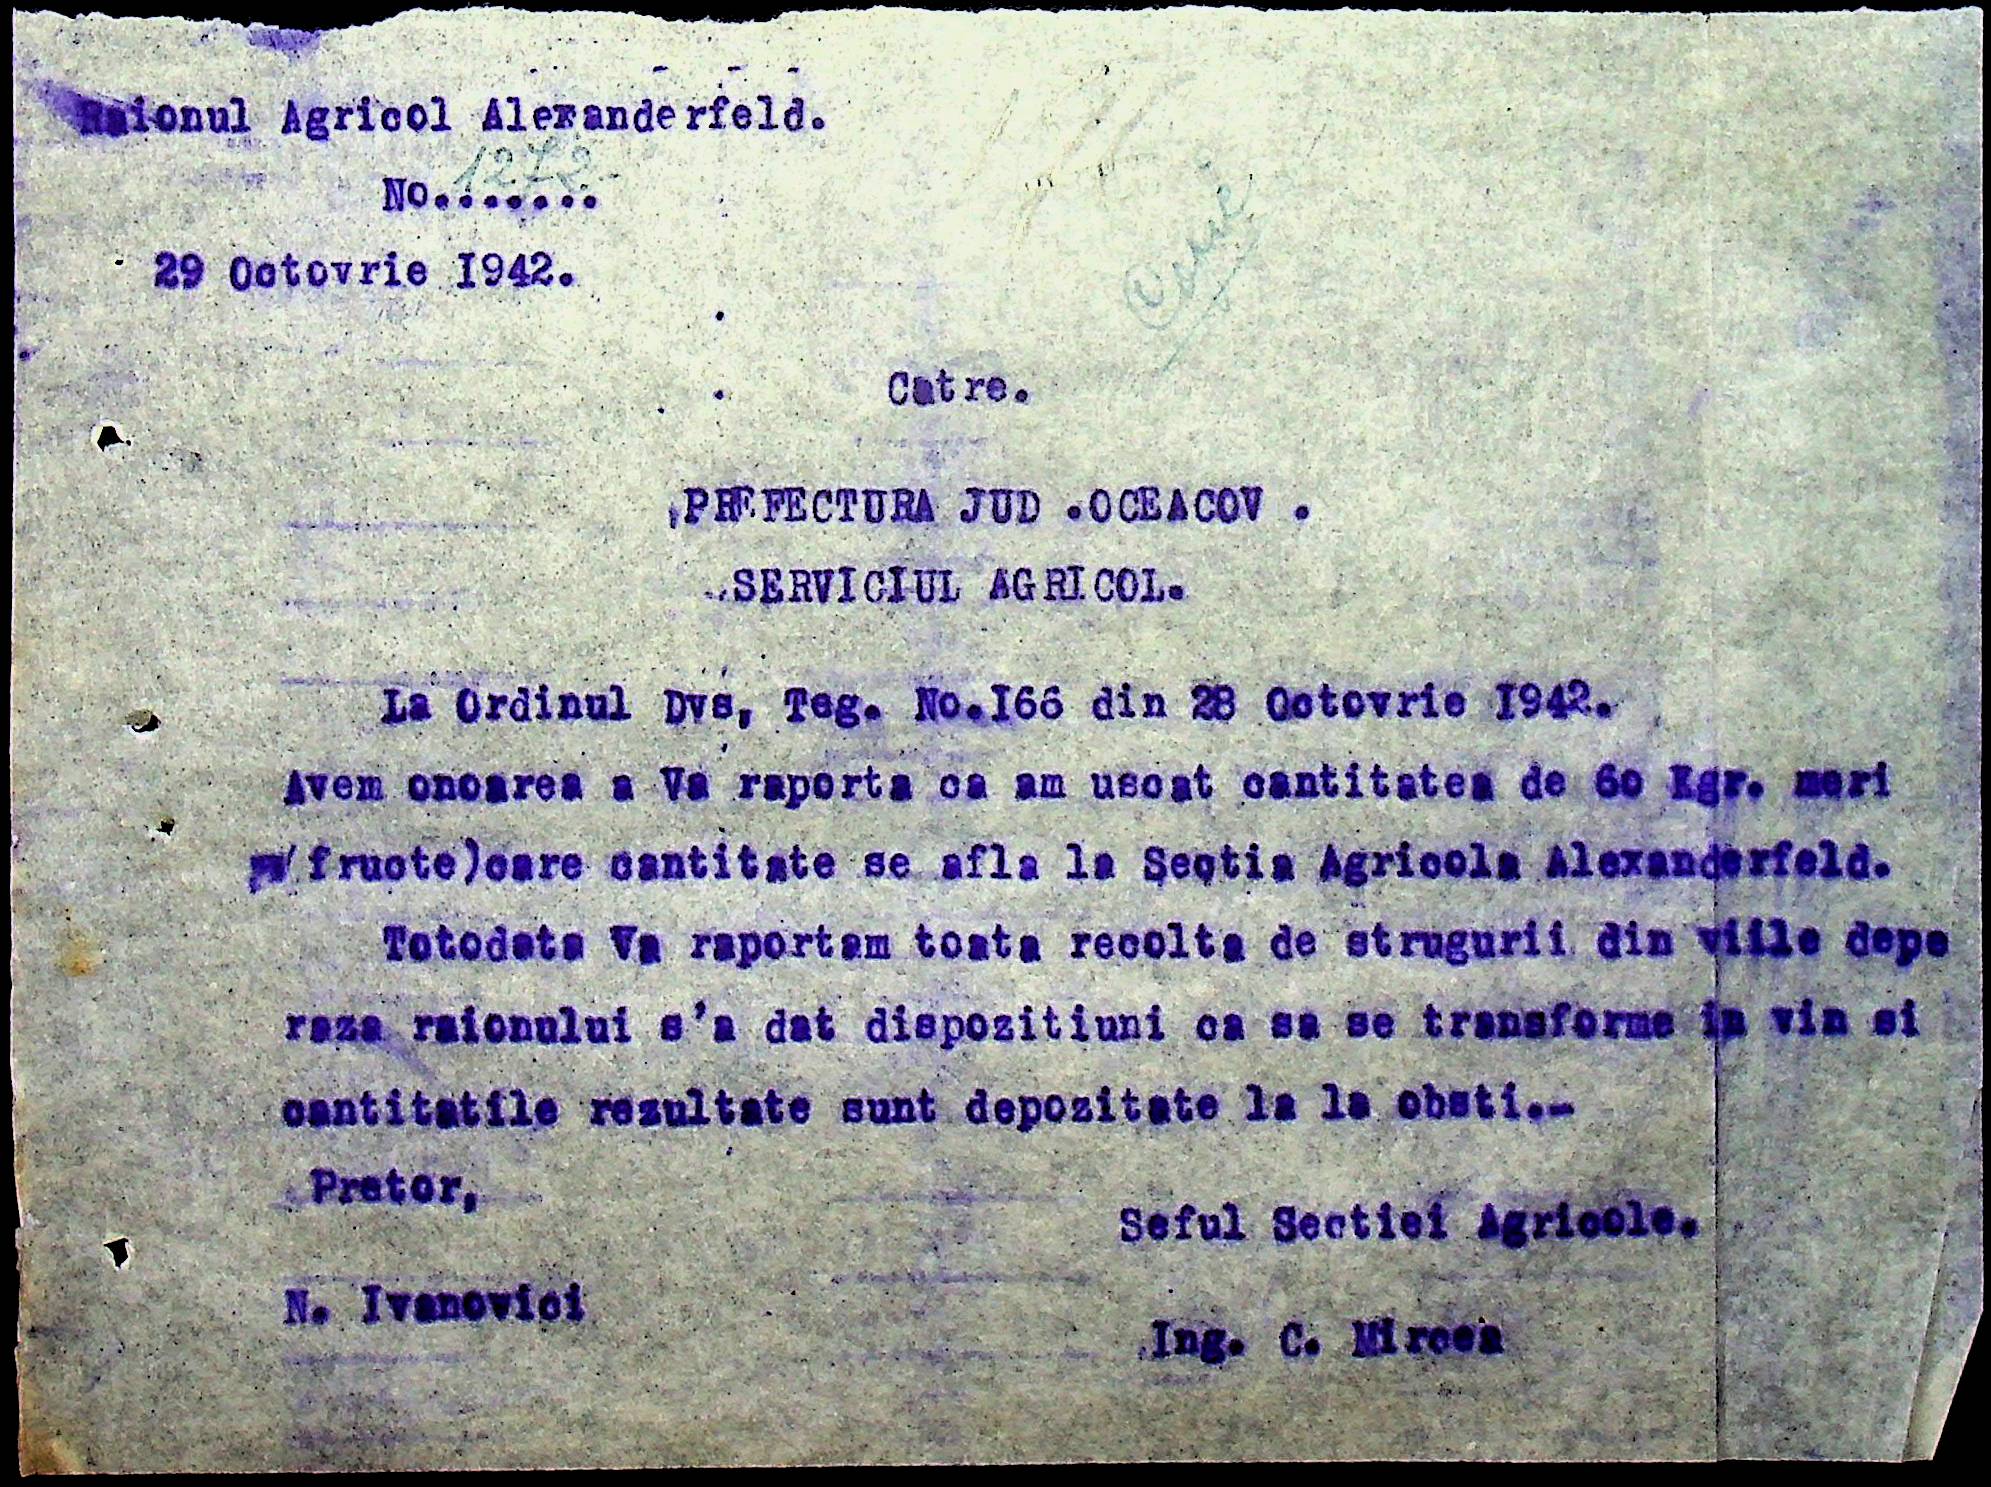 Raionul Agricol Alexanderfeld.
No....... 1272.-
29 Octovrie I942.
Catre.
PREFECTURA JUD .OCEACOV .
SERVICIUL AGRICOL.
La Ordinul Dvs, Teg. No.I66 din 28 Octovrie I942.
Avem onoarea a Va raporta ca am uscat cantitatea de 60 Kgr. meri
(fructe)care cantitate se afla la Sectia Agricola Alexanderfeld.
Totodata Va raportam toata recolta de strugurii din viile depe
raza raionului s'a dat dispozitiuni ca sa se transforme in vin si
cantitatile rezultate sunt depozitate la la obsti.-
Pretor,
Seful Sectiei Agricole.
N. Ivanovici
Ing. C. Mircea